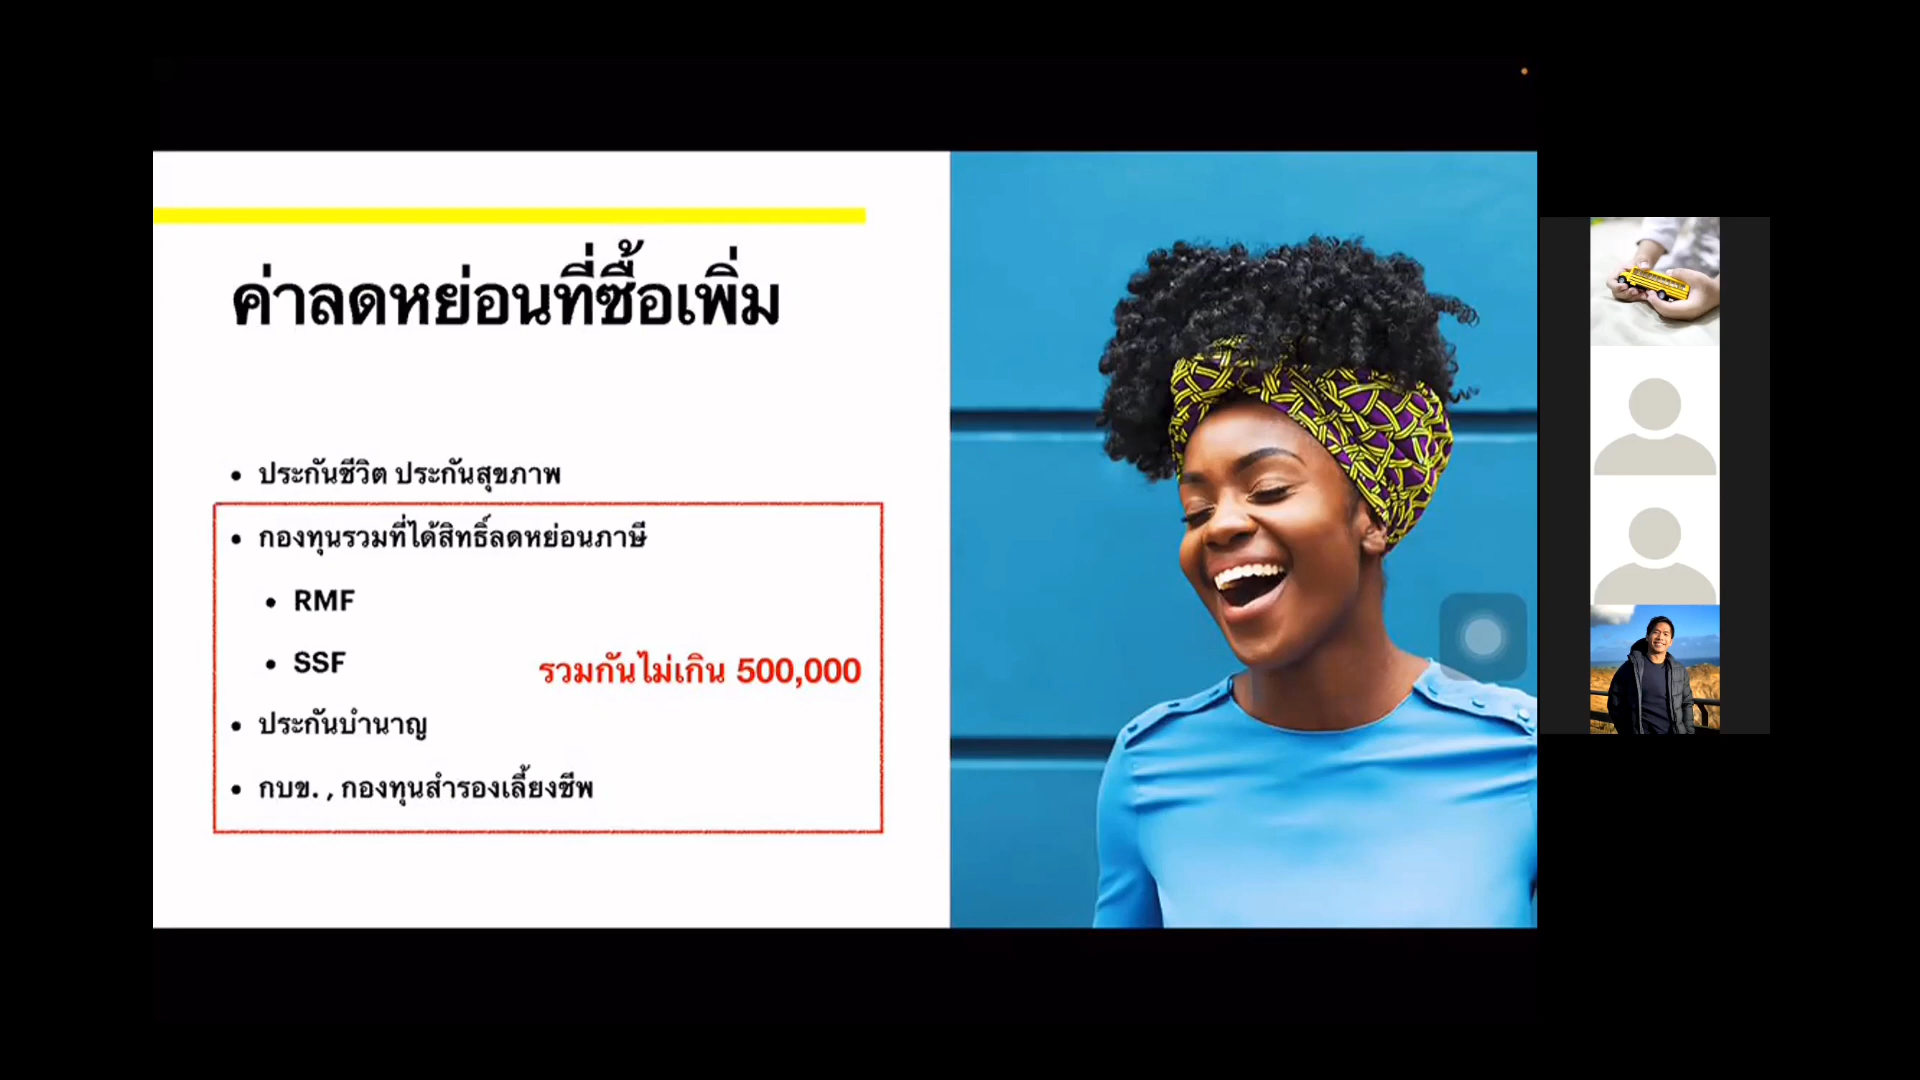 ค่าลดหย่อนที่ซื้อเพิ่ม
• ประกันชีวิต ประกันสุขภาพ
• กองทุนรวมที่ได้สิทธิ์ลดหย่อนภาษี
• RMF
• SSF
รวมกันไม่เกิน 500,000
• ประกันบำนาญ
• กบข. , กองทุนสำรองเลี้ยงชีพ